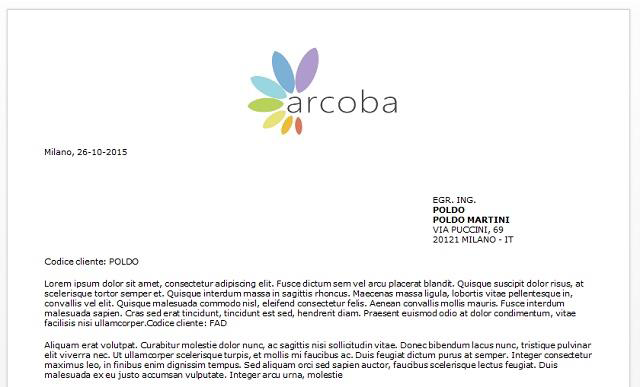 arcoba
Milano, 26-10-2015
EGR. ING.
POLDO
POLDO MARTINI
VIA PUCCINI, 69
20121 MILANO - IT
Codice cliente: POLDO
Lorem ipsum dolor sit amet, consectetur adipiscing elit. Fusce dictum sem vel arcu placerat blandit. Quisque suscipit dolor risus, at
scelerisque tortor semper et. Quisque interdum massa in sagittis rhoncus. Maecenas massa ligula, lobortis vitae pellentesque in,
convallis vel elit. Quisque malesuada commodo nisl, eleifend consectetur felis. Aenean convallis mollis mauris. Fusce interdum
malesuada sapien. Cras sed erat tincidunt, tincidunt est sed, hendrerit diam. Praesent euismod odio at dolor condimentum, vitae
facilisis nisi ullamcorper.Codice cliente: FAD
Aliquam erat volutpat. Curabitur molestie dolor nunc, ac sagittis nisi sollicitudin vitae. Donec bibendum lacus nunc, tristique pulvinar
elit viverra nec. Ut ullamcorper scelerisque turpis, et mollis mi faucibus ac. Duis feugiat dictum purus at semper. Integer consectetur
maximus leo, in finibus enim dignissim tempus. Sed aliquam orci sed sapien auctor, faucibus scelerisque lectus feugiat. Duis
malesuada ex eu justo accumsan vulputate. Integer arcu urna, molestie